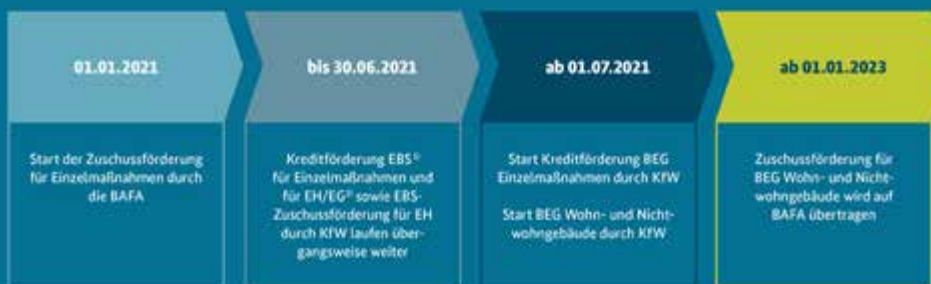 01.01.2021
Start der Zuschussförderung
für Einzelmaßnahmen durch
die BAFA
bis 30.06.2021
Kreditförderung EBS
für Einzelmaßnahmen und
für EH/EG sowie EBS-
Zuschussförderung für EH
durch KfW laufen über-
gangsweise weiter
ab 01.07.2021
Start Kreditförderung BEG
Einzelmaßnahmen durch KfW
Start BEG Wohn- und Nicht-
wohngebäude durch KfW
ab 01.01.2023
Zuschussförderung für
BEG Wohn- und Nicht-
wohngebäude wird auf
BAFA übertragen